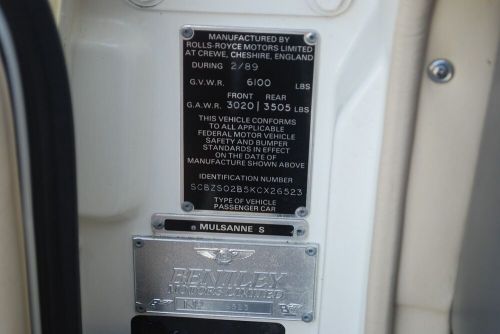 MANUFACTURED BY
ROLLS-ROYCE MOTORS LIMITED
AT CREWE, CHESHIRE, ENGLAND
DURING 2/89
G.V.W.R. 6100 LBS
FRONT REAR
G.A.W.R. 3020 | 3505 LBS
THIS VEHICLE CONFORMS
TO ALL APPLICABLE
FEDERAL MOTOR VEHICLE
SAFETY AND BUMPER
STANDARDS IN EFFECT
ON THE DATE OF
MANUFACTURE SHOWN ABOVE
IDENTIFICATION NUMBER
SCBZS02B5KCX26523
TYPE OF VEHICLE
PASSENGER CAR
MULSANNE S
BENTLEY
MOTORS LIMITED